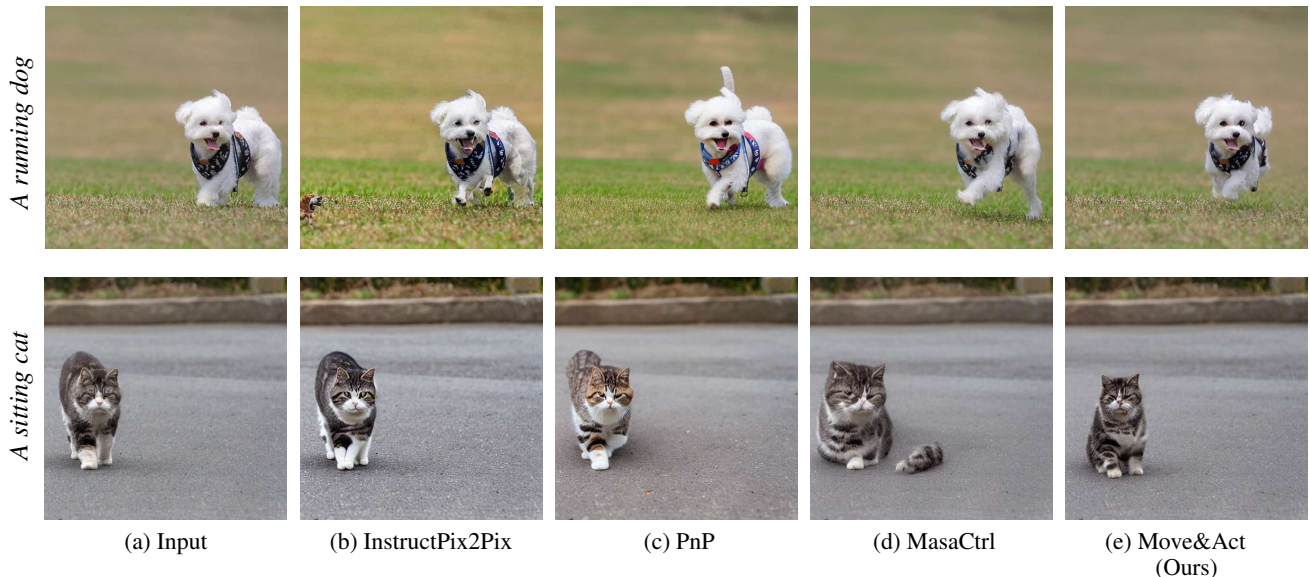 A running dog
A sitting cat
(a) Input
(b) InstructPix2Pix
(c) PnP
(d) MasaCtrl
(e) Move&Act
(Ours)